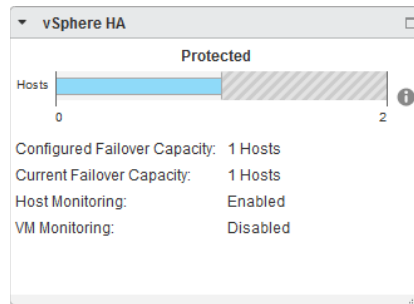 vSphere HA
Protected
Hosts
0 2
Configured Failover Capacity: 1 Hosts
Current Failover Capacity: 1 Hosts
Host Monitoring: Enabled
VM Monitoring: Disabled